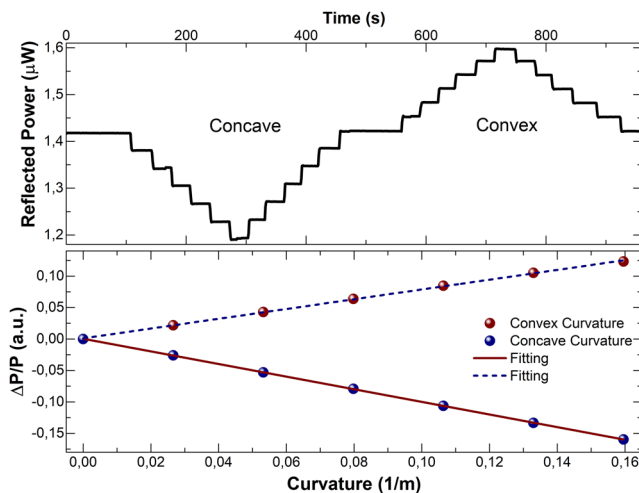 Time (s)
0 200 400 600 800
Reflected Power (μW)
1,6
1,5
1,4
1,3
1,2
Concave
Convex
ΔP/P (a.u.)
0,10
0,05
0,00
-0,05
-0,10
-0,15
Convex Curvature
Concave Curvature
Fitting
Fitting
0,00 0,02 0,04 0,06 0,08 0,10 0,12 0,14 0,16
Curvature (1/m)